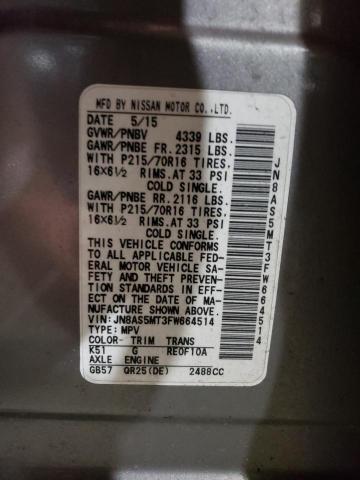 MFD BY NISSAN MOTOR CO.,LTD.
DATE 5/15
GVWR/PNBV 4339 LBS.
GAWR/PNBE FR. 2315 LBS.
WITH P215/70R16 TIRES,
16X6½ RIMS.AT 33 PSI
COLD SINGLE.
GAWR/PNBE RR. 2116 LBS.
WITH P215/70R16 TIRES,
16X6½ RIMS.AT 33 PSI
COLD SINGLE.
THIS VEHICLE CONFORMS
TO ALL APPLICABLE FED-
ERAL MOTOR VEHICLE SAF-
ETY AND THEFT PREVEN-
TION STANDARDS IN EFF-
ECT ON THE DATE OF MA-
NUFACTURE SHOWN ABOVE.
VIN:JN8AS5MT3FW664514
TYPE: MPV
COLOR- TRIM TRANS
K51 G RE0F10A
AXLE ENGINE
GB57 QR25(DE) 2488CC
JN8AS5MT3FW664514